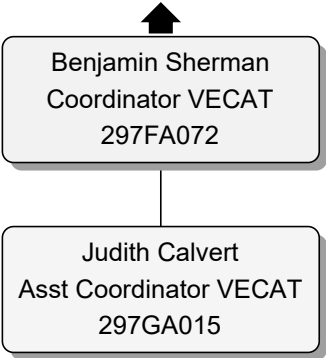 Benjamin Sherman
Coordinator VECAT
297FA072
Judith Calvert
Asst Coordinator VECAT
297GA015